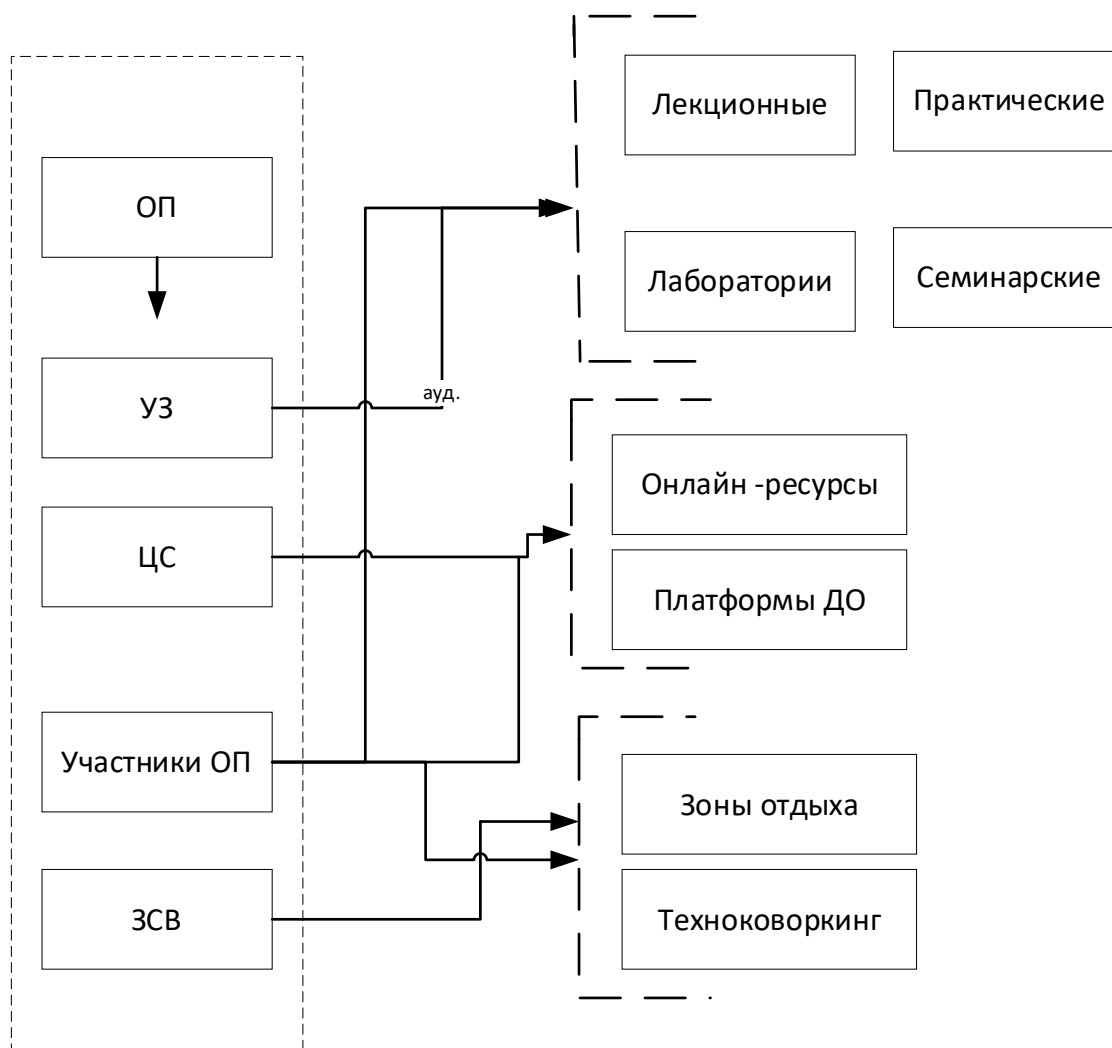 ОП
УЗ
ЦС
Участники ОП
ЗСВ
ауд.
Лекционные
Практические
Лаборатории
Семинарские
Онлайн -ресурсы
Платформы ДО
Зоны отдыха
Техноковоркинг